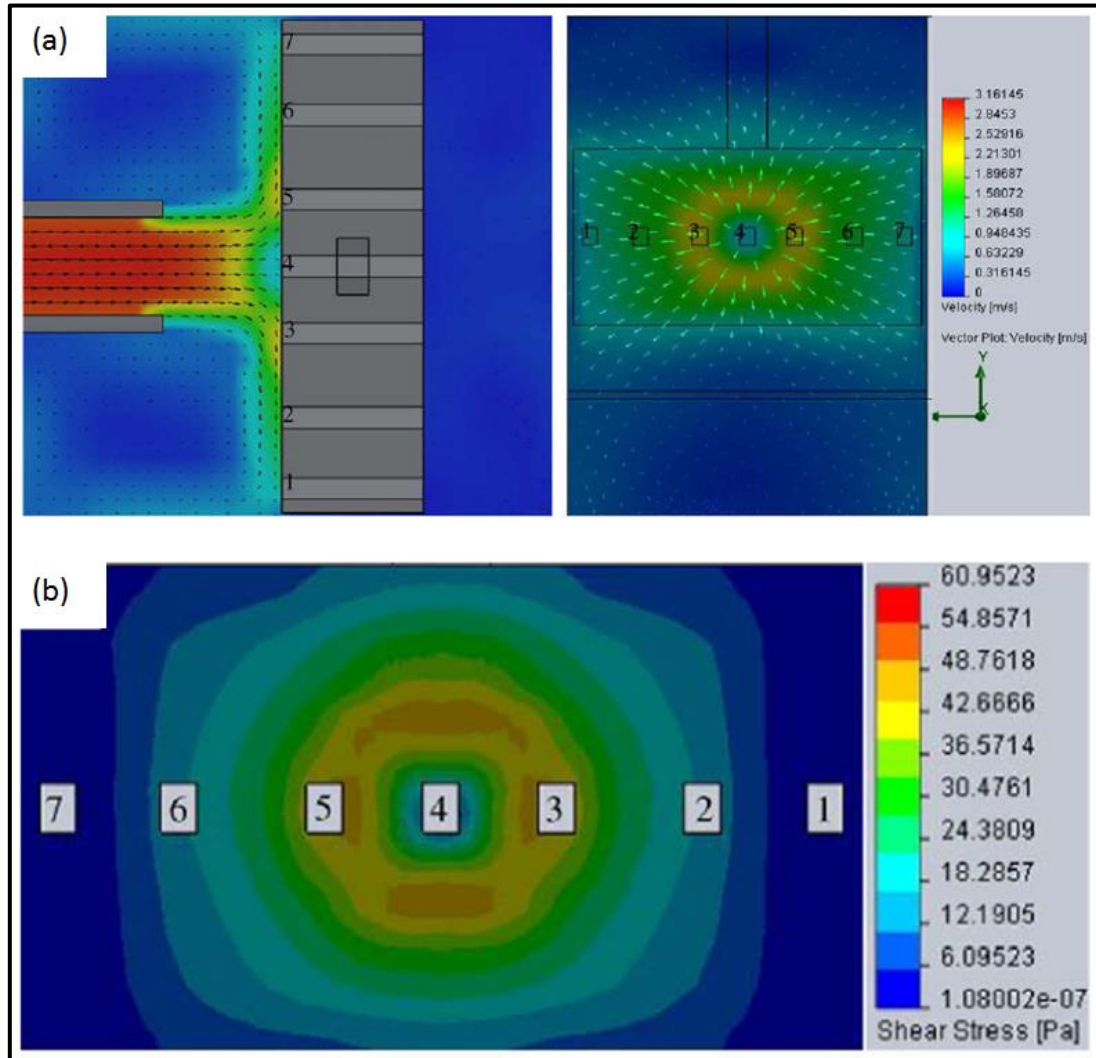 (a)
7
6
5
4
3
2
1
1 2 3 4 5 6 7
3.16145
2.8453
2.52916
2.21301
1.89687
1.58072
1.26458
0.948435
0.63229
0.316145
0
Velocity [m/s]
Vector Plot: Velocity [m/s]
Y
X
(b)
7 6 5 4 3 2 1
60.9523
54.8571
48.7618
42.6666
36.5714
30.4761
24.3809
18.2857
12.1905
6.09523
1.08002e-07
Shear Stress [Pa]